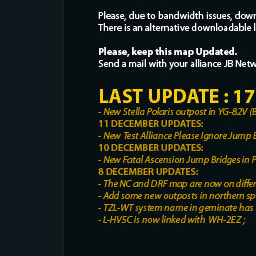 Please, due to bandwidth issues, down
There is an alternative downloadable l
Please, keep this map Updated.
Send a mail with your alliance JB Netw
LAST UPDATE : 17
- New Stella Polaris outpost in YG-82V (B
11 DECEMBER UPDATES:
- New Test Alliance Please Ignore Jump B
10 DECEMBER UPDATES:
- New Fatal Ascension Jump Bridges in P
8 DECEMBER UPDATES:
- The NC and DRF map are now on differ
- Add some new outposts in northern sp
- TZL-WT system name in geminate has
- L-HV5C is now linked with WH-2EZ ;